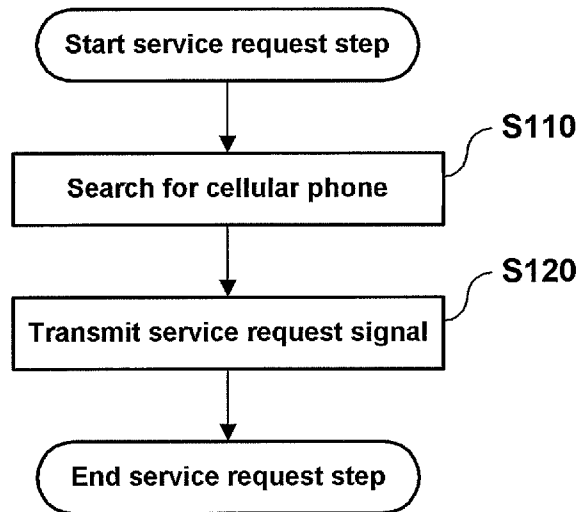 Start service request step
S110
Search for cellular phone
S120
Transmit service request signal
End service request step